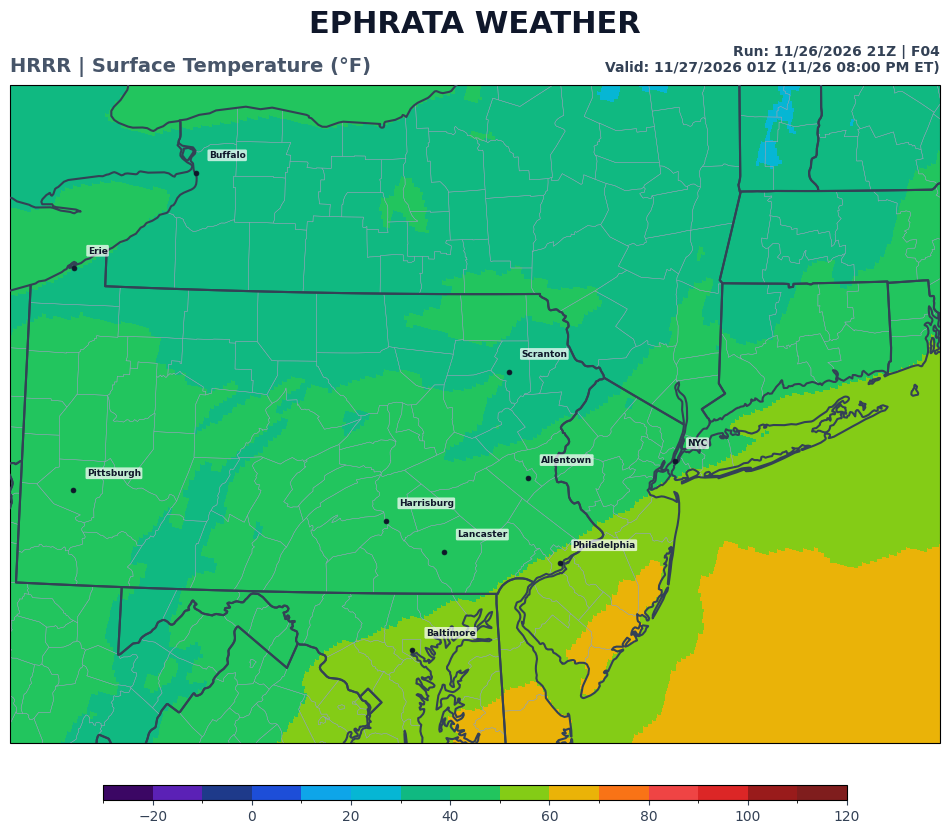 EPHRATA WEATHER
HRRR | Surface Temperature (°F)
Run: 11/26/2026 21Z | F04
Valid: 11/27/2026 01Z (11/26 08:00 PM ET)
Buffalo
Erie
Scranton
NYC
Allentown
Pittsburgh
Harrisburg
Lancaster
Philadelphia
Baltimore
−20 0 20 40 60 80 100 120